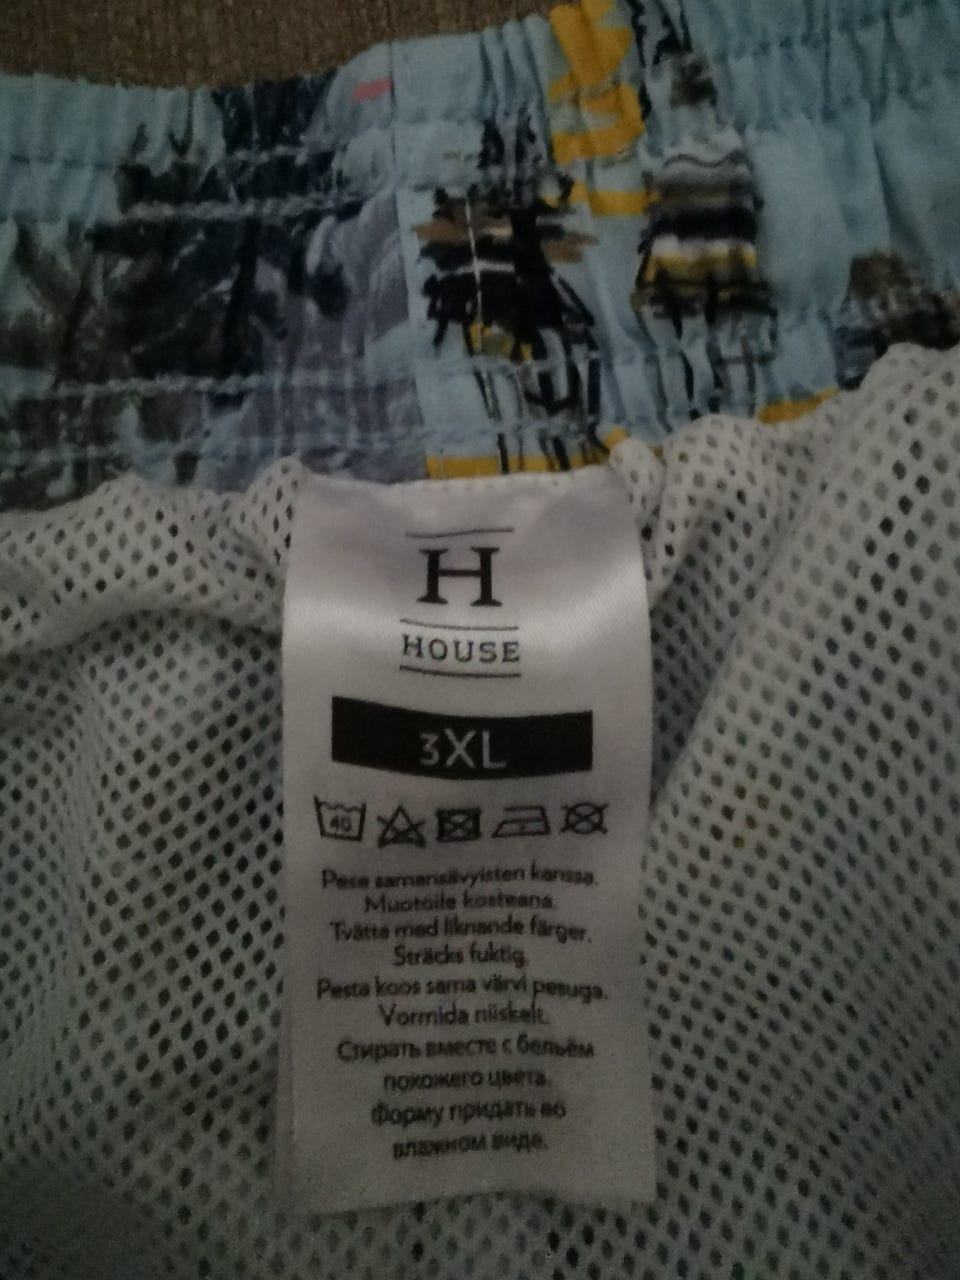 H
HOUSE
3XL
40
Pese samansävyisten kanssa.
Muotoile kosteana.
Tvätta med liknande färger.
Sträcks fuktig.
Pesta koos sama värvi pesuga.
Vormida niiskelt.
Стирать вместе с бельём
похожего цвета.
Форму придать во
влажном виде.